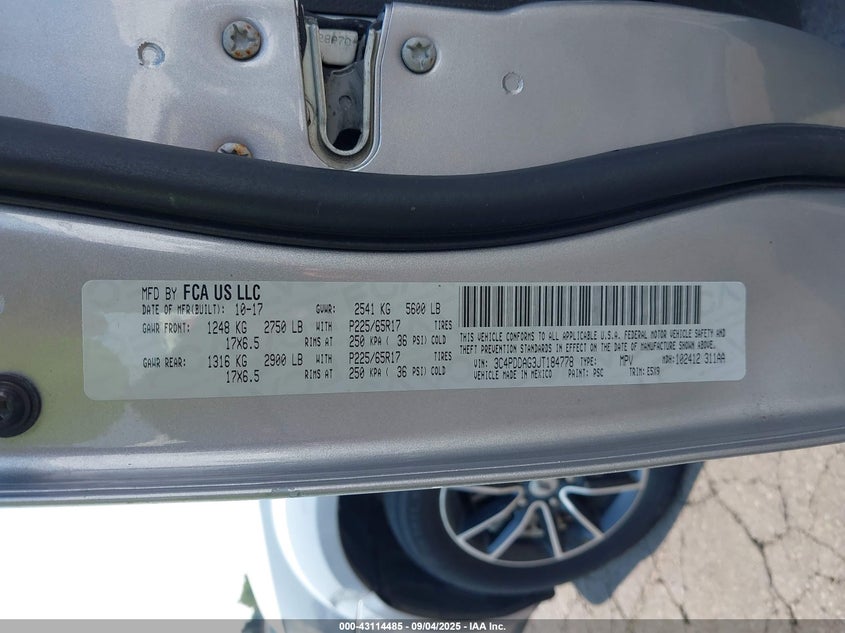 28870
MFD BY FCA US LLC
DATE OF MFR(BUILT): 10-17 GVWR: 2541 KG 5600 LB
GAWR FRONT: 1248 KG 2750 LB WITH P225/65R17 TIRES
17X6.5 RIMS AT 250 KPA ( 36 PSI) COLD
GAWR REAR: 1316 KG 2900 LB WITH P225/65R17 TIRES
17X6.5 RIMS AT 250 KPA ( 36 PSI) COLD
THIS VEHICLE CONFORMS TO ALL APPLICABLE U.S.A. FEDERAL MOTOR VEHICLE SAFETY AND
THEFT PREVENTION STANDARDS IN EFFECT ON THE DATE OF MANUFACTURE SHOWN ABOVE.
VIN: 3C4PDDAG3JT184778 TYPE: MPV MDH: 102412 311AA
VEHICLE MADE IN MEXICO PAINT: PSC TRIM: E5X9
000-43114485 - 09/04/2025 - IAA Inc.